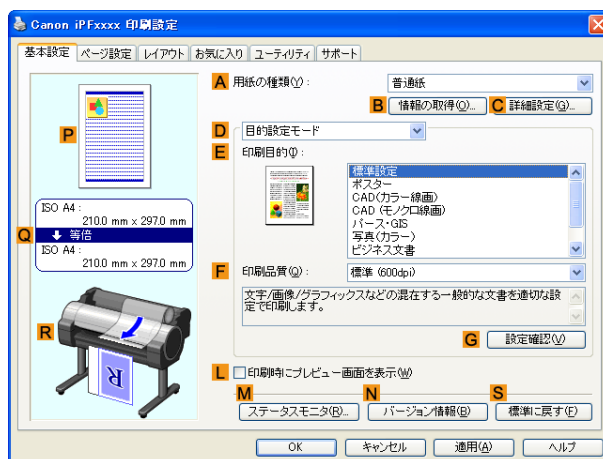 Canon iPFxxxx 印刷設定
基本設定 ページ設定 レイアウト お気に入り ユーティリティ サポート
A 用紙の種類(Y): 普通紙
B 情報の取得(O)... C 詳細設定(G)...
D 目的設定モード
E 印刷目的(I):
標準設定
ポスター
CAD(カラー線画)
CAD (モノクロ線画)
パース・GIS
写真(カラー)
ビジネス文書
P
ISO A4 :
210.0 mm x 297.0 mm
Q 等倍
ISO A4 :
210.0 mm x 297.0 mm
F 印刷品質(Q): 標準 (600dpi)
文字/画像/グラフィックスなどの混在する一般的な文書を適切な設
定で印刷します。
G 設定確認(V)
R
R
L 印刷時にプレビュー画面を表示(W)
M N S
ステータスモニタ(R)... バージョン情報(B) 標準に戻す(F)
OK キャンセル 適用(A) ヘルプ